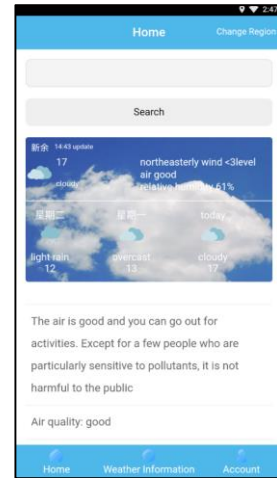 2:47
Home
Change Region
Search
新余 14:43 update
17
cloudy
northeasterly wind <3level
air good
relative humidity 61%
星期二 星期一 today
light rain overcast cloudy
12 13 17
The air is good and you can go out for
activities. Except for a few people who are
particularly sensitive to pollutants, it is not
harmful to the public
Air quality: good
Home Weather Information Account